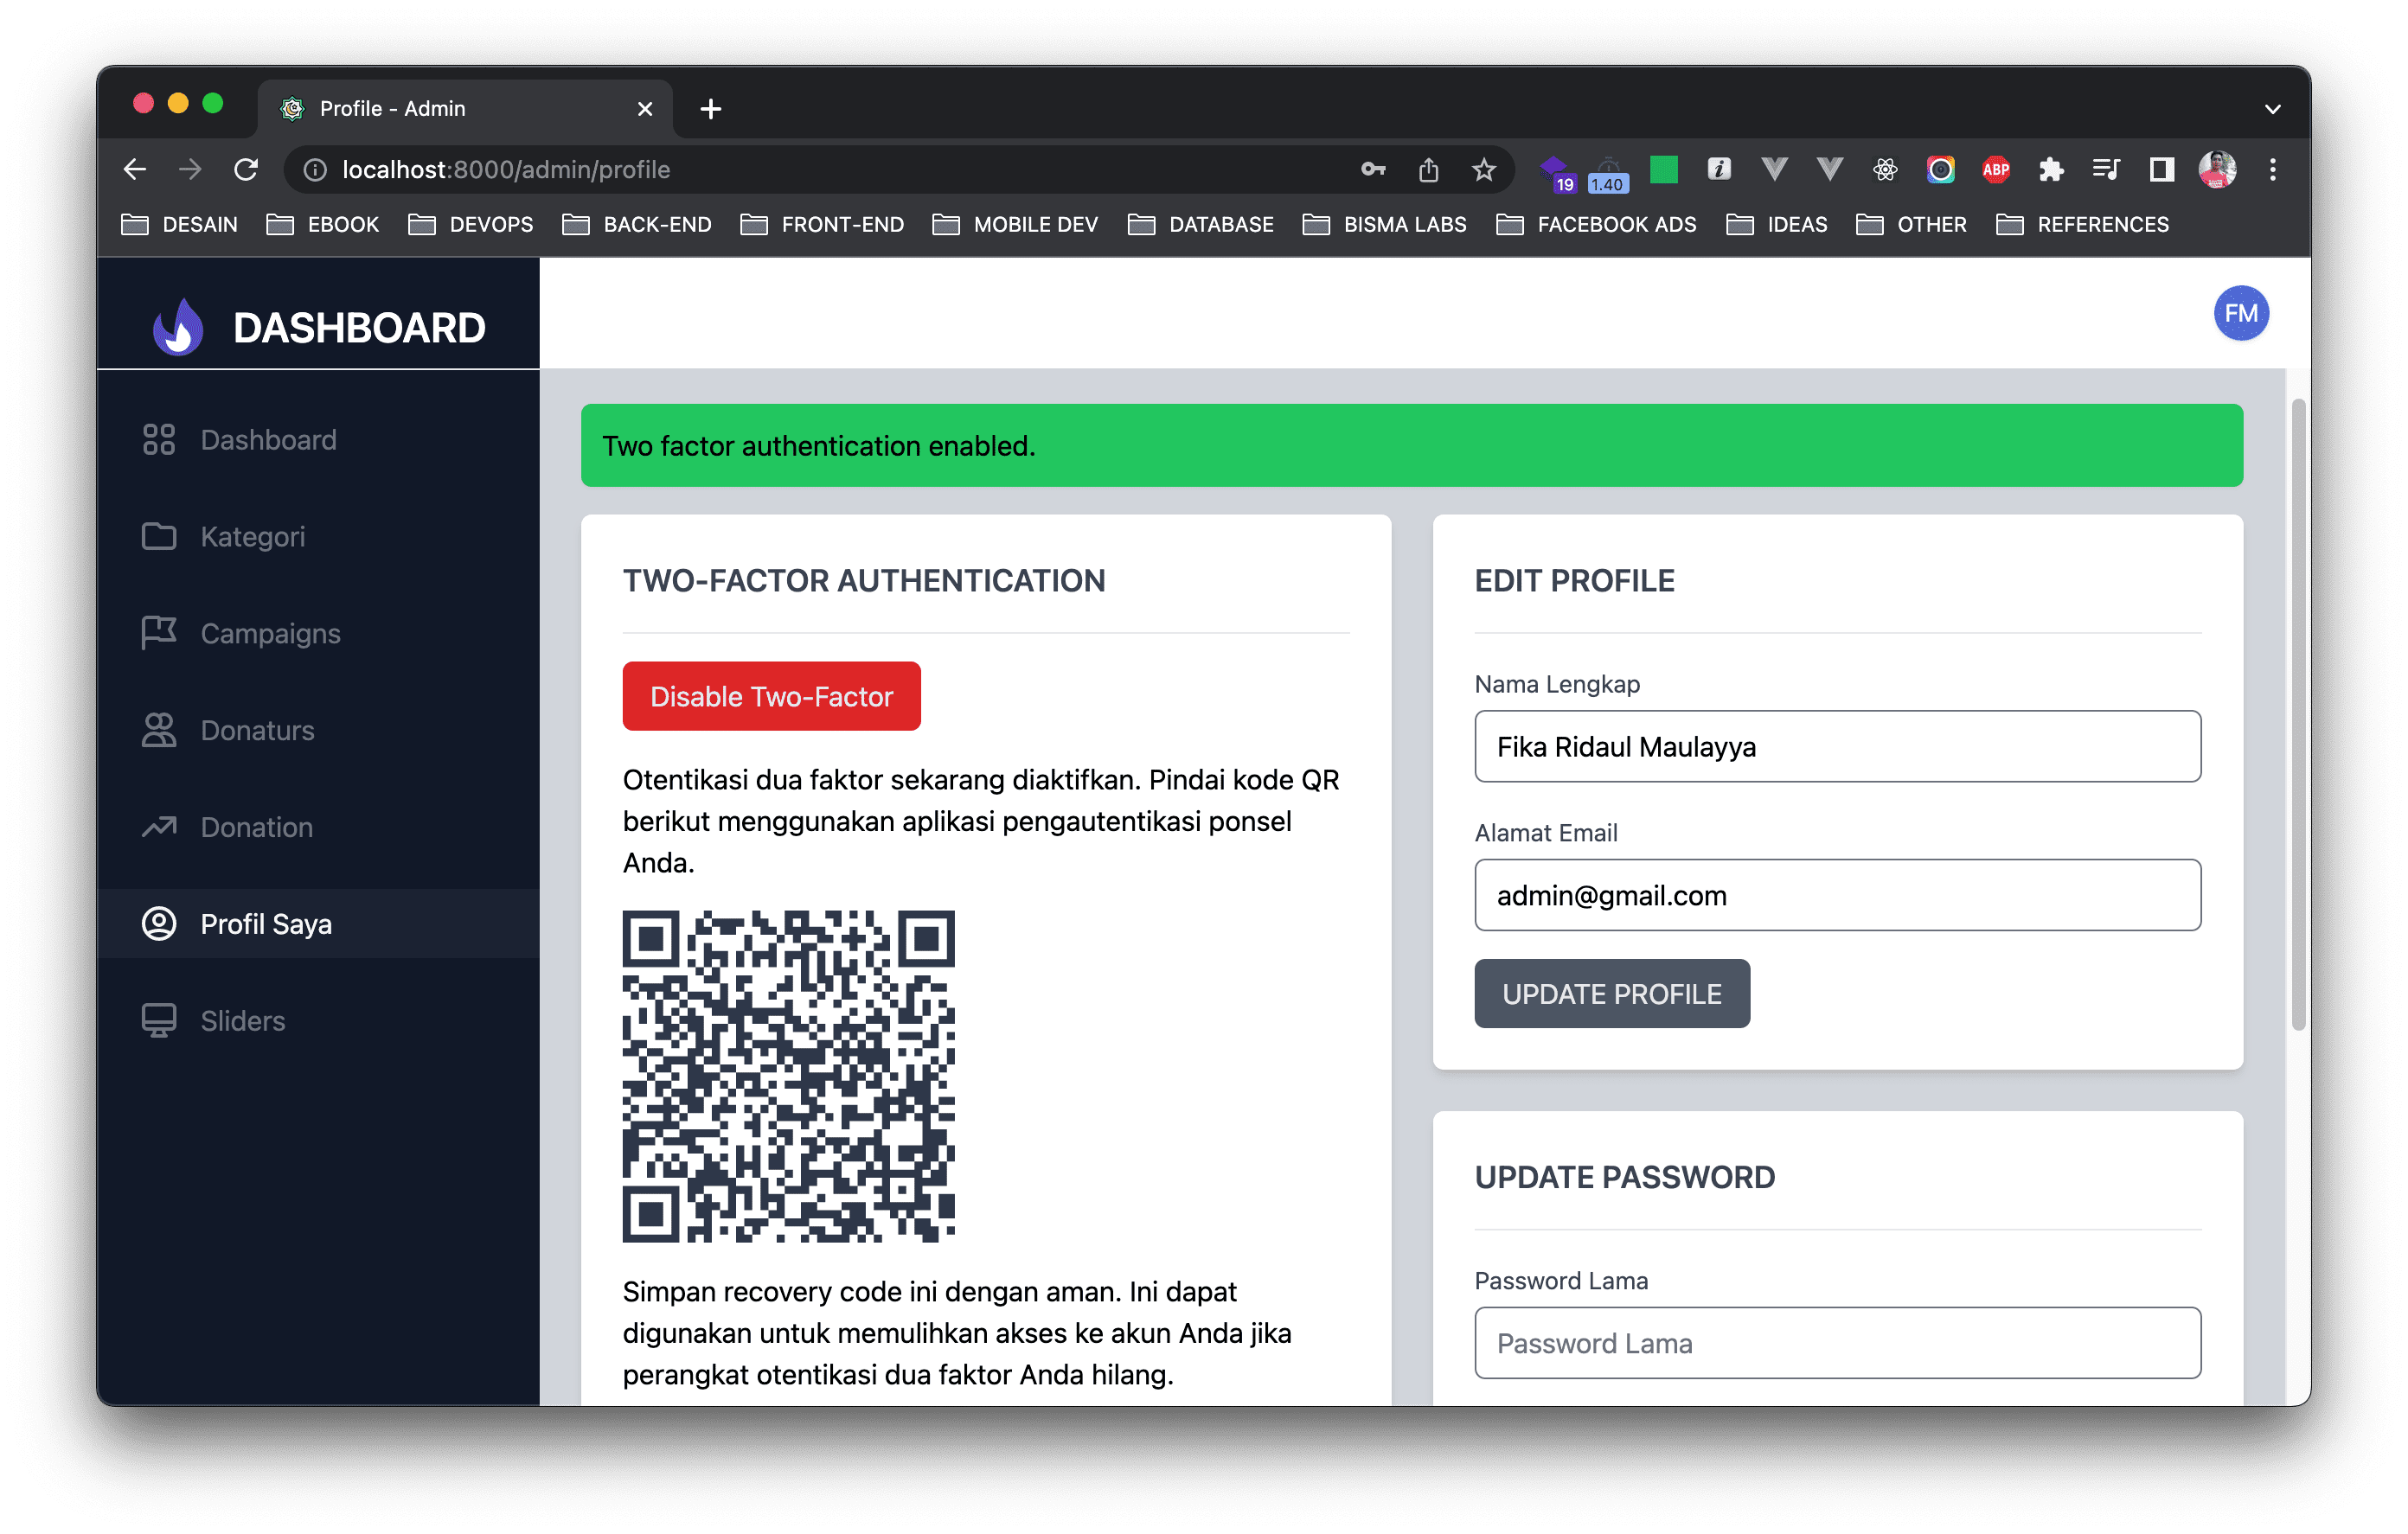 Profile - Admin
localhost:8000/admin/profile
19
1.40
ABP
DESAIN
EBOOK
DEVOPS
BACK-END
FRONT-END
MOBILE DEV
DATABASE
BISMA LABS
FACEBOOK ADS
IDEAS
OTHER
REFERENCES
DASHBOARD
FM
Dashboard
Kategori
Campaigns
Donaturs
Donation
Profil Saya
Sliders
Two factor authentication enabled.
TWO-FACTOR AUTHENTICATION
Disable Two-Factor
Otentikasi dua faktor sekarang diaktifkan. Pindai kode QR
berikut menggunakan aplikasi pengautentikasi ponsel
Anda.
Simpan recovery code ini dengan aman. Ini dapat
digunakan untuk memulihkan akses ke akun Anda jika
perangkat otentikasi dua faktor Anda hilang.
EDIT PROFILE
Nama Lengkap
Fika Ridaul Maulayya
Alamat Email
admin@gmail.com
UPDATE PROFILE
UPDATE PASSWORD
Password Lama
Password Lama